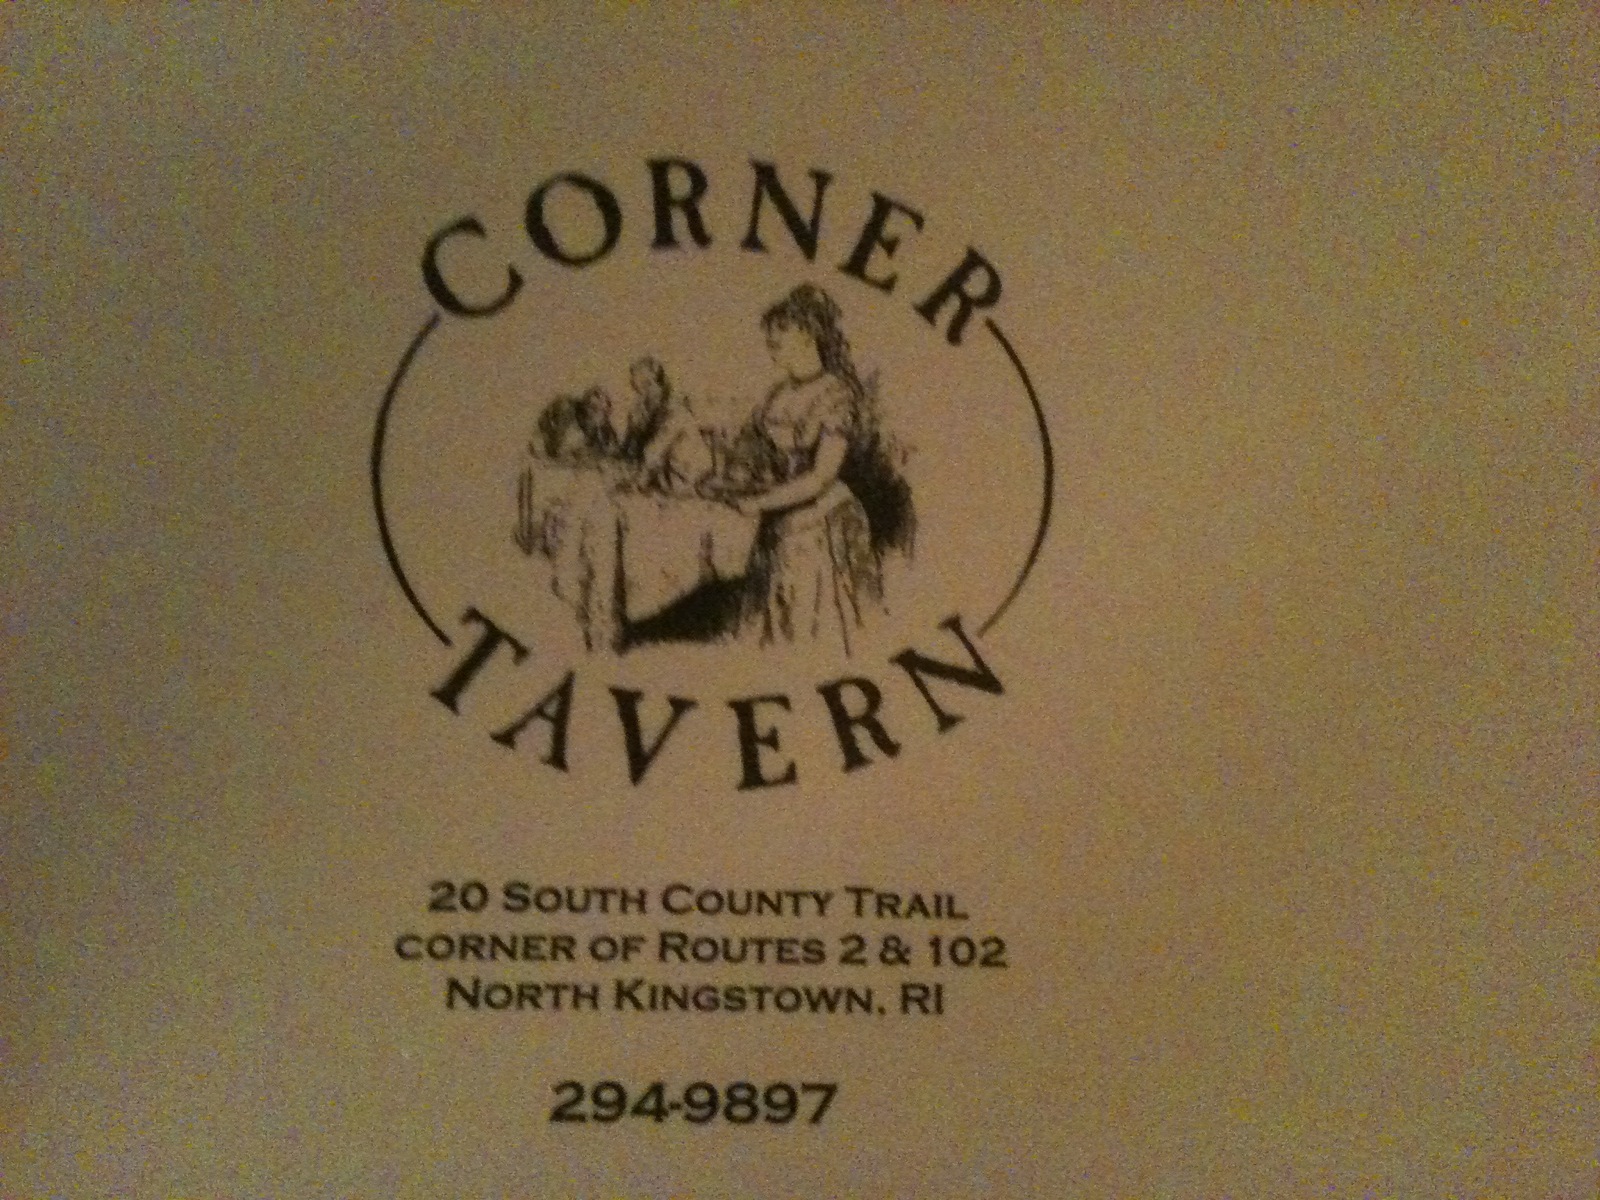 CORNER
TAVERN
20 SOUTH COUNTY TRAIL
CORNER OF ROUTES 2 & 102
NORTH KINGSTOWN, RI
294-9897